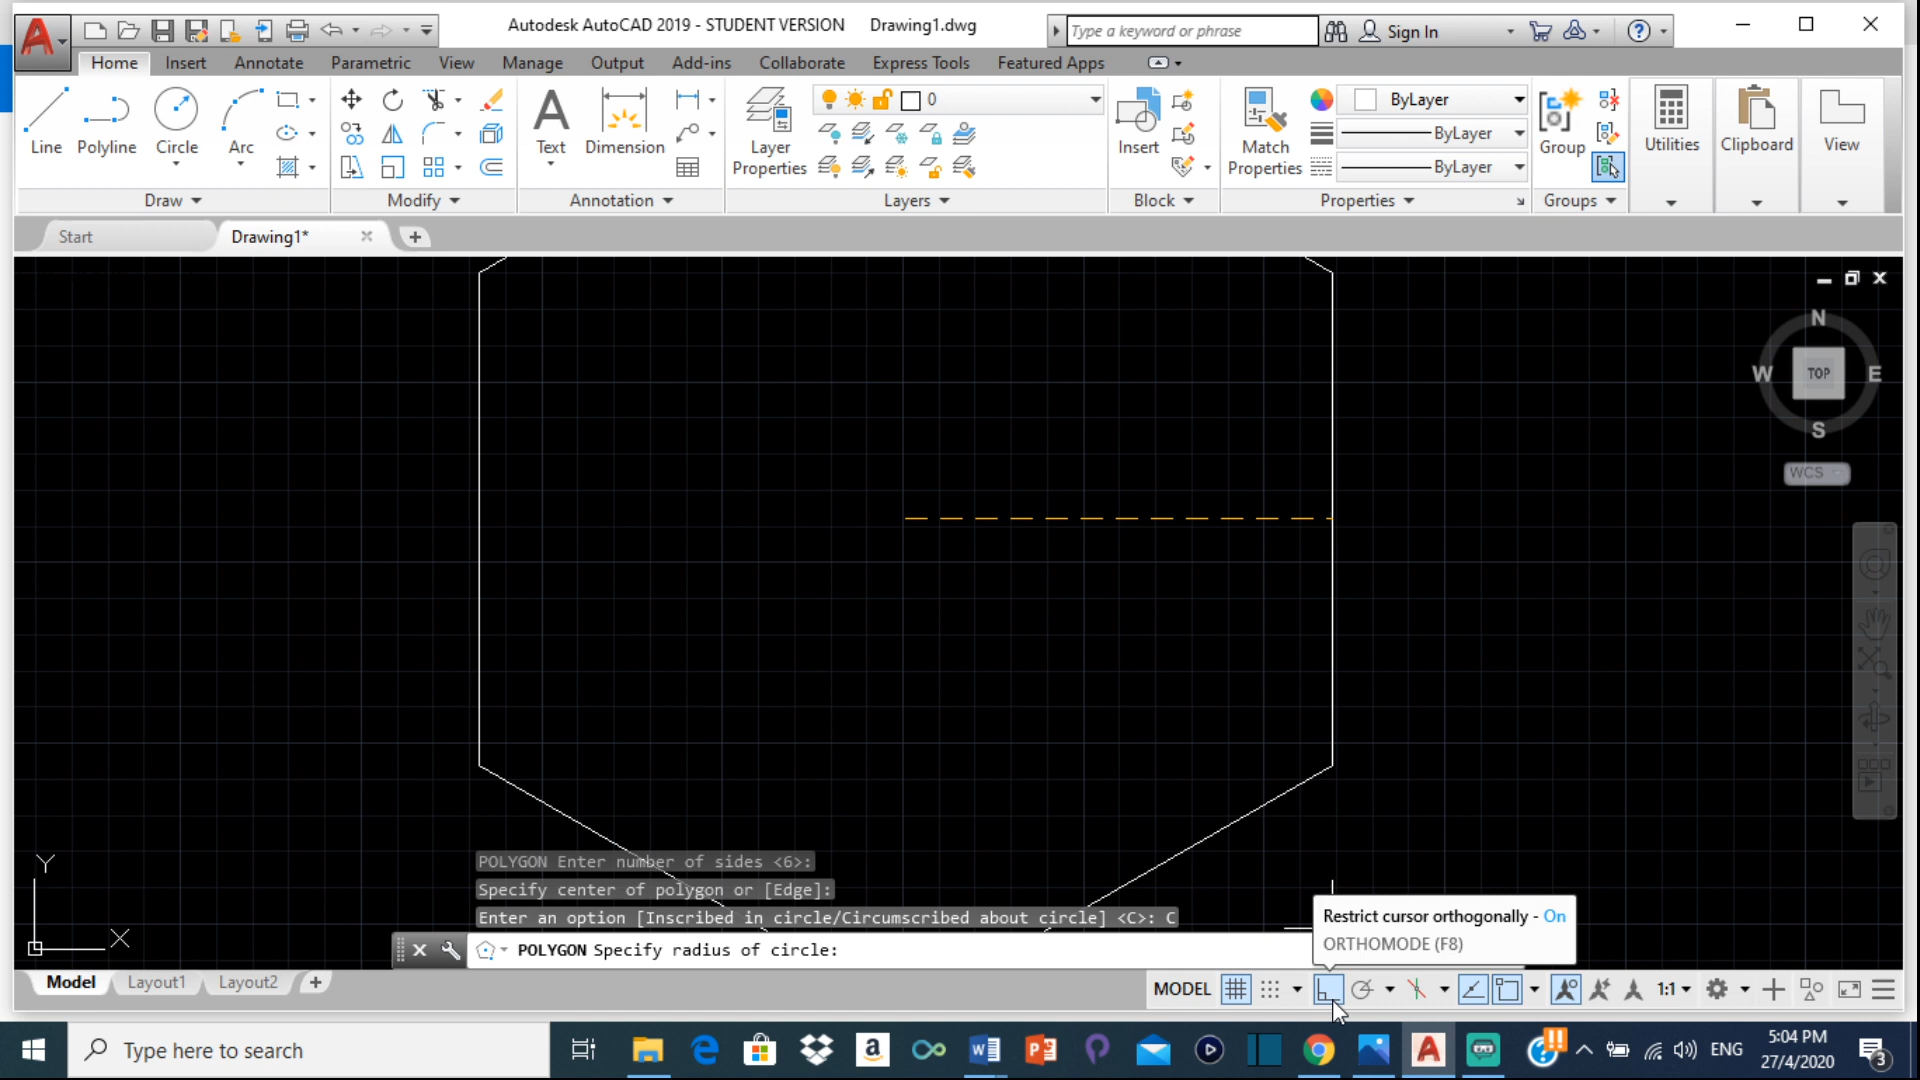 Autodesk AutoCAD 2019 - STUDENT VERSION Drawing1.dwg
Type a keyword or phrase
Sign In
Home Insert Annotate Parametric View Manage Output Add-ins Collaborate Express Tools Featured Apps
0
ByLayer
Line Polyline Circle Arc
Text Dimension
Layer Properties
Insert
Match Properties
ByLayer
ByLayer
Group
Utilities
Clipboard
View
Draw Modify Annotation Layers Block Properties Groups
Start Drawing1*
N
W TOP E
S
WCS
Y
X
POLYGON Enter number of sides <6>:
Specify center of polygon or [Edge]:
Enter an option [Inscribed in circle/Circumscribed about circle] <C>: C
POLYGON Specify radius of circle:
Restrict cursor orthogonally - On
ORTHOMODE (F8)
Model Layout1 Layout2
MODEL 1:1
Type here to search
ENG
5:04 PM
27/4/2020
3